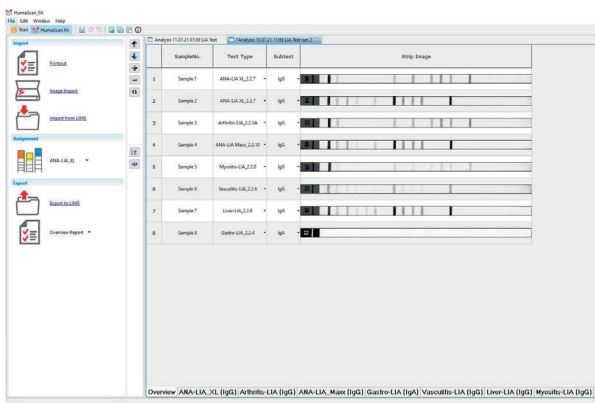 HumaScan_FA
File Edit Window Help
Start HumaScan FA
Analysis 11.07.21 07:39 LIA Test
*Analysis 15.07.21 11:39 LIA Test run 2
Import
Printout
Image Import
Import from LIMS
Assignment
ANA-LIA_XL
Export
Export to LIMS
Overview Report
SampleNo. Test Type Subtest Strip Image
1 Sample 1 ANA-LIA XL_2.2.7 IgG
2 Sample 2 ANA-LIA XL_2.2.7 IgG
3 Sample 3 Arthritis-LIA_2.2.5A IgG
4 Sample 4 ANA-LIA Maxx_2.2.10 IgG
5 Sample 5 Myositis-LIA_2.2.0 IgG
6 Sample 6 Vasculitis-LIA_2.2.8 IgG
7 Sample 7 Liver-LIA_2.2.8 IgG
8 Sample 8 Gastro-LIA_2.2.4 IgA
Overview ANA-LIA_XL (IgG) Arthritis-LIA (IgG) ANA-LIA_Maxx (IgG) Gastro-LIA (IgA) Vasculitis-LIA (IgG) Liver-LIA (IgG) Myositis-LIA (IgG)